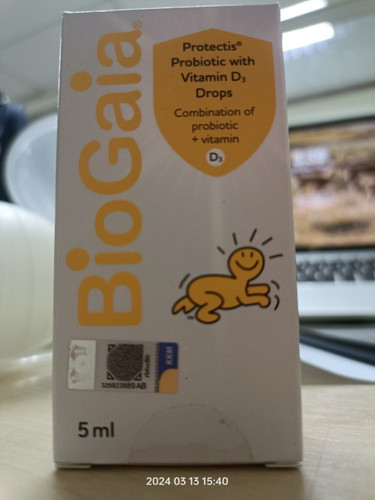 BioGaia®
Protectis®
Probiotic with
Vitamin D₃
Drops
Combination of
probiotic
+ vitamin
D₃
KKM
5 ml
2024 03 13 15:40